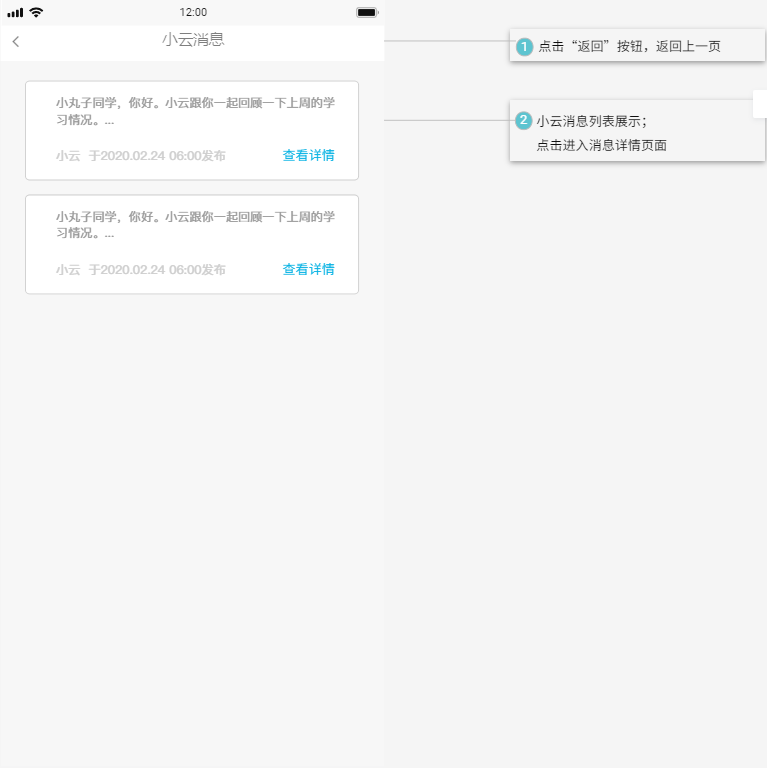 12:00
小云消息
小丸子同学，你好。小云跟你一起回顾一下上周的学
习情况。...
小云 于2020.02.24 06:00发布
查看详情
小丸子同学，你好。小云跟你一起回顾一下上周的学
习情况。...
小云 于2020.02.24 06:00发布
查看详情
1 点击“返回”按钮，返回上一页
2 小云消息列表展示；
点击进入消息详情页面